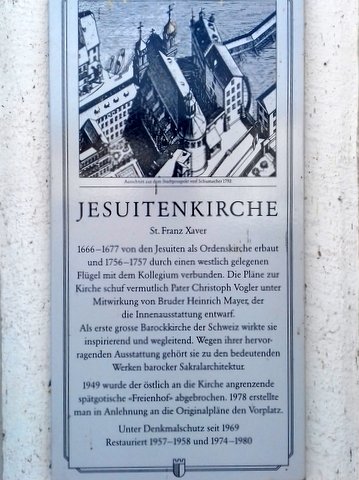 Ausschnitt aus dem Stadtprospekt von Schumacher 1792
JESUITENKIRCHE
St. Franz Xaver
1666–1677 von den Jesuiten als Ordenskirche erbaut
und 1756–1757 durch einen westlich gelegenen
Flügel mit dem Kollegium verbunden. Die Pläne zur
Kirche schuf vermutlich Pater Christoph Vogler unter
Mitwirkung von Bruder Heinrich Mayer, der
die Innenausstattung entwarf.
Als erste grosse Barockkirche der Schweiz wirkte sie
inspirierend und wegleitend. Wegen ihrer hervor-
ragenden Ausstattung gehört sie zu den bedeutenden
Werken barocker Sakralarchitektur.
1949 wurde der östlich an die Kirche angrenzende
spätgotische «Freienhof» abgebrochen. 1978 erstellte
man in Anlehnung an die Originalpläne den Vorplatz.
Unter Denkmalschutz seit 1969
Restauriert 1957–1958 und 1974–1980